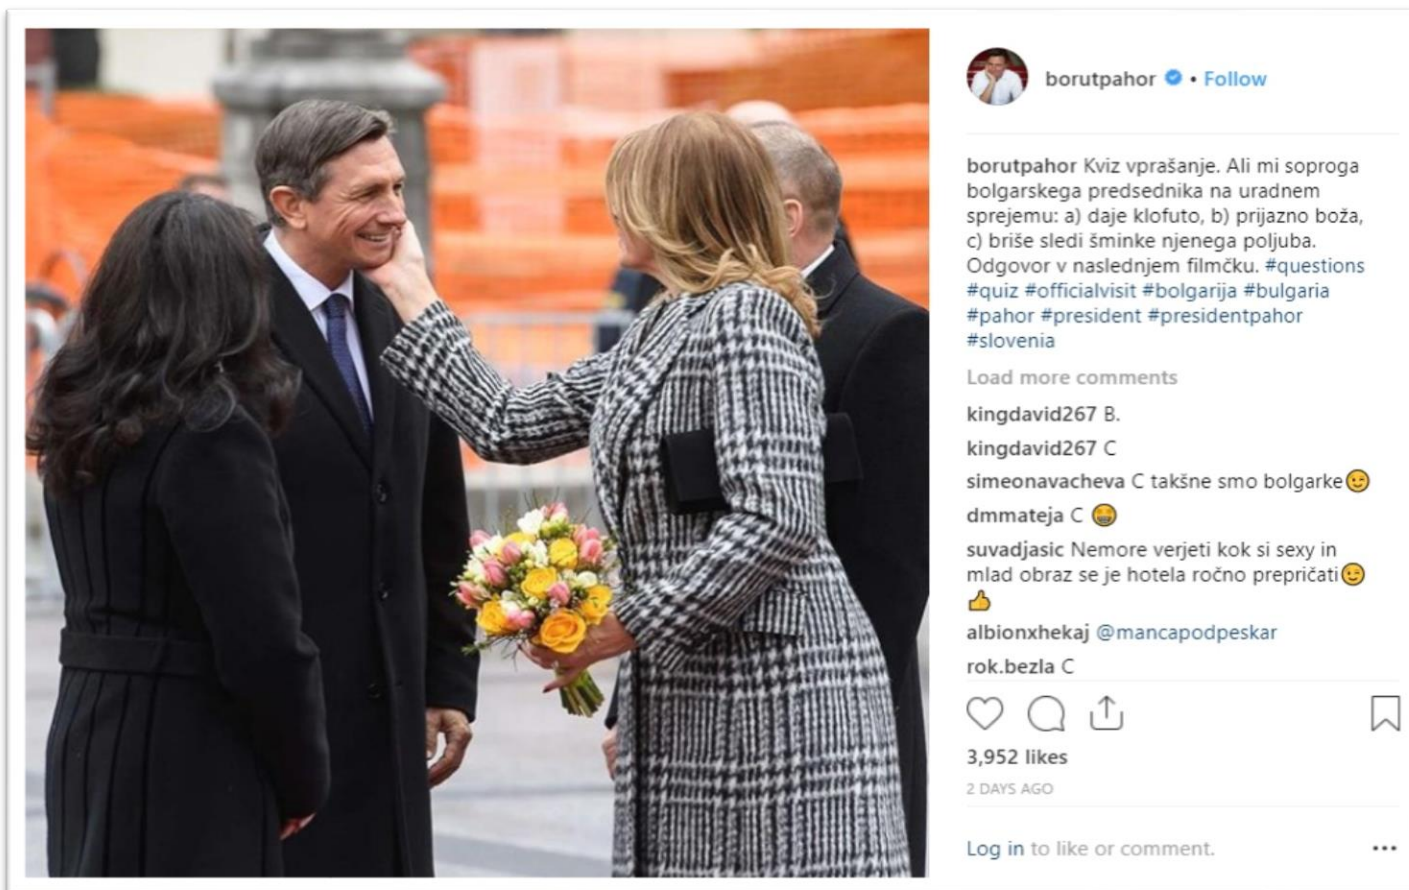 borutpahor • Follow
borutpahor Kviz vprašanje. Ali mi soproga
bolgarskega predsednika na uradnem
sprejemu: a) daje klofuto, b) prijazno boža,
c) briše sledi šminke njenega poljuba.
Odgovor v naslednjem filmčku. #questions
#quiz #officialvisit #bolgarija #bulgaria
#pahor #president #presidentpahor
#slovenia
Load more comments
kingdavid267 B.
kingdavid267 C
simeonavacheva C takšne smo bolgarke😉
dmmateja C 🤩
suvadjasic Nemore verjeti kok si sexy in
mlad obraz se je hotela ročno prepričati😉
👍
albionxhekaj @mancapodpeskar
rok.bezla C
3,952 likes
2 DAYS AGO
Log in to like or comment.